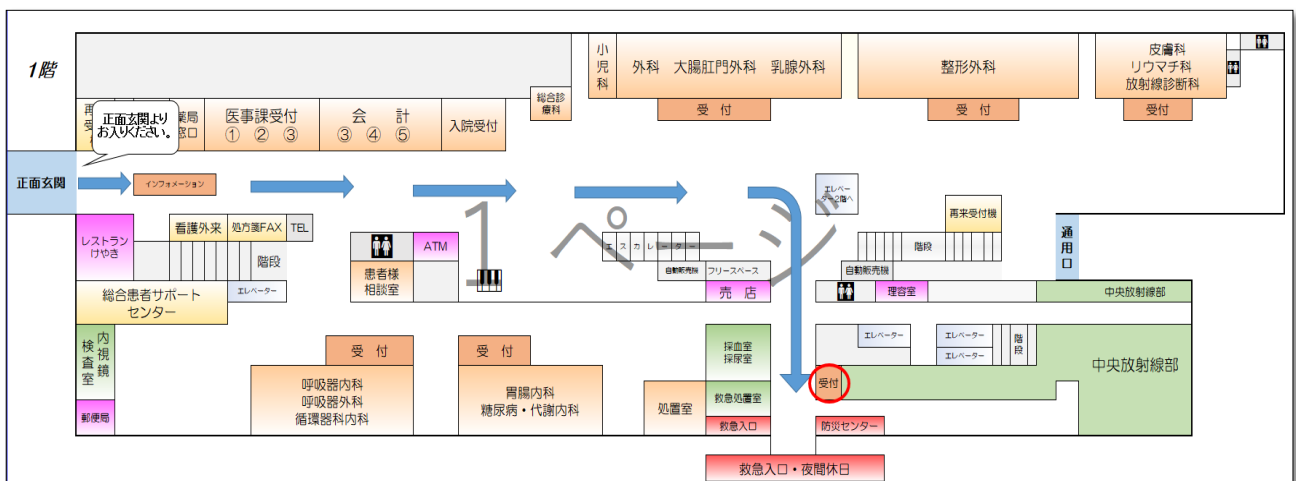 1階
小
児
科
外科 大腸肛門外科 乳腺外科
受 付
整形外科
受 付
皮膚科
リウマチ科
放射線診断科
受付
総合診
療科
再
受
正面玄関より
お入りください。
薬局
窓口
医事課受付
① ② ③
会 計
③ ④ ⑤
入院受付
正面玄関
インフォメーション
エレベー
ター2階へ
再来受付機
レストラン
けやき
看護外来
処方箋FAX
TEL
階段
ATM
患者様
相談室
エスカレーター
自動販売機
フリースペース
売 店
階段
自動販売機
通
用
口
総合患者サポート
センター
エレベーター
理容室
中央放射線部
内視鏡
検査室
郵便局
受 付
呼吸器内科
呼吸器外科
循環器科内科
受 付
胃腸内科
糖尿病・代謝内科
処置室
採血室
採尿室
救急処置室
救急入口
エレベーター
エレベーター
エレベーター
階
段
受付
中央放射線部
防災センター
救急入口・夜間休日
1 ページ